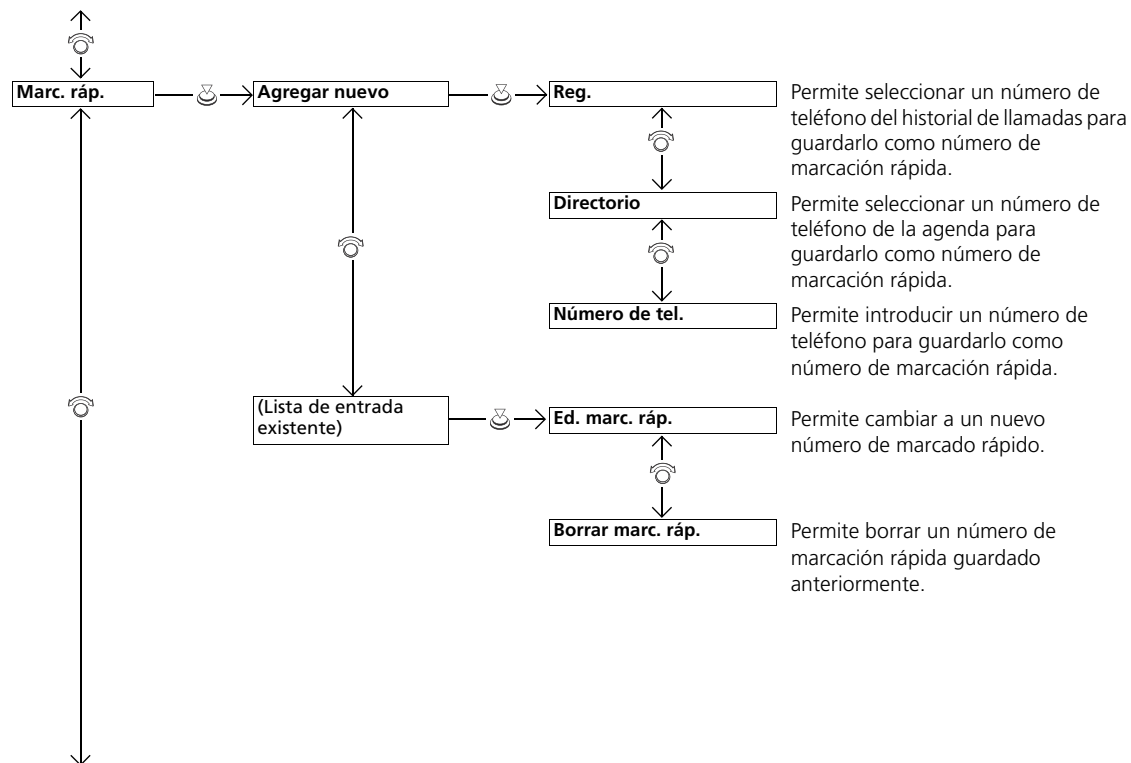 Marc. ráp.
Agregar nuevo
Reg.
Permite seleccionar un número de
teléfono del historial de llamadas para
guardarlo como número de
marcación rápida.
Directorio
Permite seleccionar un número de
teléfono de la agenda para
guardarlo como número de
marcación rápida.
Número de tel.
Permite introducir un número de
teléfono para guardarlo como
número de marcación rápida.
(Lista de entrada
existente)
Ed. marc. ráp.
Permite cambiar a un nuevo
número de marcado rápido.
Borrar marc. ráp.
Permite borrar un número de
marcación rápida guardado
anteriormente.